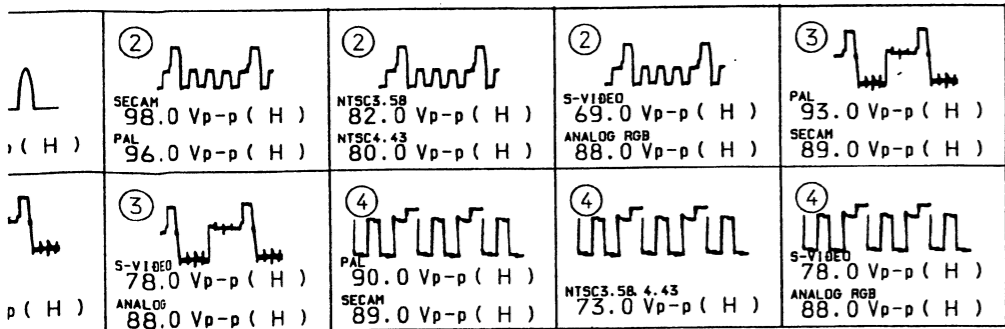 ② ② ② ③
SECAM NTSC3.58 S-VIDEO PAL
98.0 Vp-p ( H ) 82.0 Vp-p ( H ) 69.0 Vp-p ( H ) 93.0 Vp-p ( H )
PAL NTSC4.43 ANALOG RGB SECAM
( H ) 96.0 Vp-p ( H ) 80.0 Vp-p ( H ) 88.0 Vp-p ( H ) 89.0 Vp-p ( H )
③ ④ ④ ④
S-VIDEO PAL S-VIDEO
78.0 Vp-p ( H ) 90.0 Vp-p ( H ) 78.0 Vp-p ( H )
ANALOG SECAM NTSC3.58, 4.43 ANALOG RGB
p ( H ) 88.0 Vp-p ( H ) 89.0 Vp-p ( H ) 73.0 Vp-p ( H ) 88.0 Vp-p ( H )